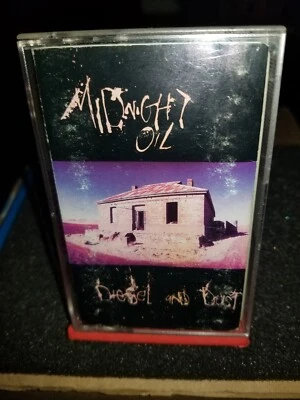 MIDNIGHT
OIL
DIESEL AND DUST